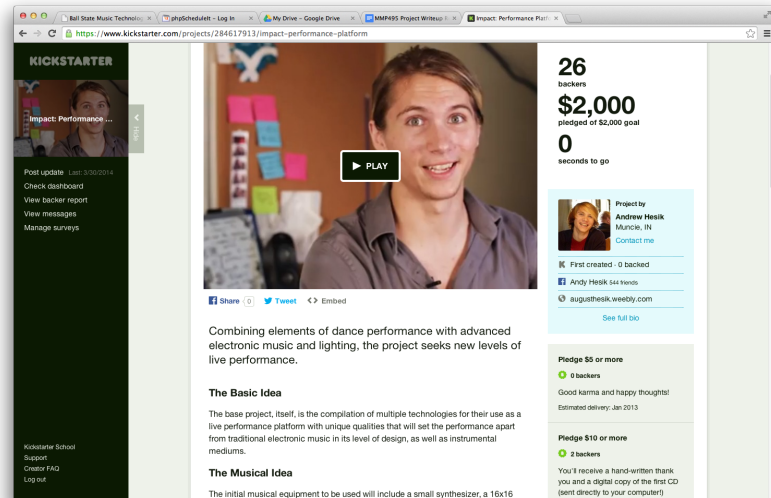 Ball State Music Technolog
phpScheduleIt - Log In
My Drive - Google Drive
MMP495 Project Writeup
Impact: Performance Platf
https://www.kickstarter.com/projects/284617913/impact-performance-platform
KICKSTARTER
Impact: Performance ...
Hide
Post update Last: 3/30/2014
Check dashboard
View backer report
View messages
Manage surveys
Kickstarter School
Support
Creator FAQ
Log out
PLAY
Share 0 Tweet Embed
Combining elements of dance performance with advanced
electronic music and lighting, the project seeks new levels of
live performance.
The Basic Idea
The base project, itself, is the compilation of multiple technologies for their use as a
live performance platform with unique qualities that will set the performance apart
from traditional electronic music in its level of design, as well as instrumental
mediums.
The Musical Idea
The initial musical equipment to be used will include a small synthesizer, a 16x16
26
backers
$2,000
pledged of $2,000 goal
0
seconds to go
Project by
Andrew Hesik
Muncie, IN
Contact me
First created · 0 backed
Andy Hesik 544 friends
augusthesik.weebly.com
See full bio
Pledge $5 or more
0 backers
Good karma and happy thoughts!
Estimated delivery: Jan 2013
Pledge $10 or more
2 backers
You'll receive a hand-written thank
you and a digital copy of the first CD
(sent directly to your computer!)